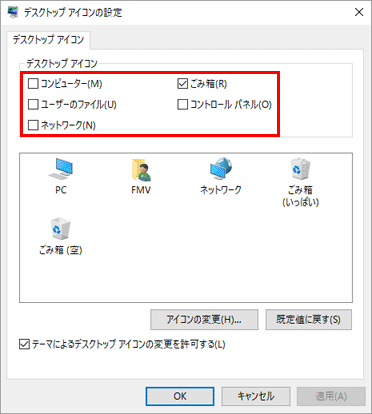 デスクトップ アイコンの設定
デスクトップ アイコン
デスクトップ アイコン
コンピューター(M)
ごみ箱(R)
ユーザーのファイル(U)
コントロール パネル(O)
ネットワーク(N)
PC
FMV
ネットワーク
ごみ箱
(いっぱい)
ごみ箱 (空)
アイコンの変更(H)...
既定値に戻す(S)
テーマによるデスクトップ アイコンの変更を許可する(L)
OK
キャンセル
適用(A)